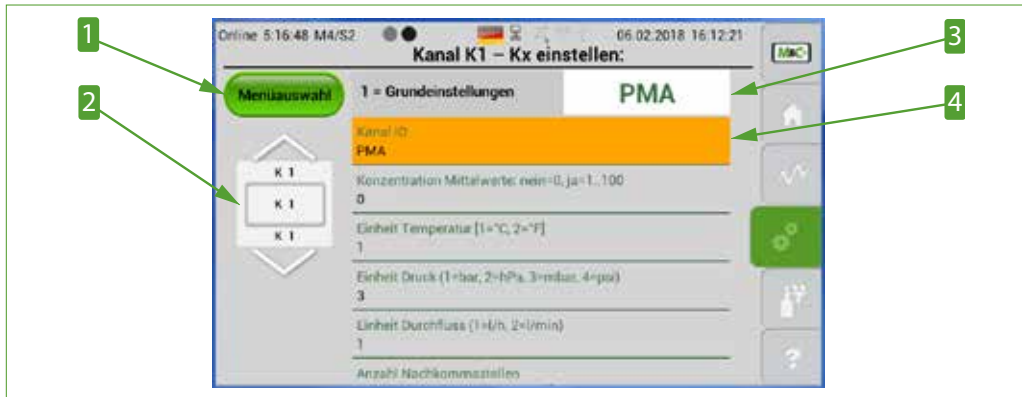 1
2
3
4
Online 5:16:48 M4/S2
06.02.2018 16:12:21
Kanal K1 – Kx einstellen:
M&C
Menüauswahl
1 = Grundeinstellungen
PMA
K 1
K 1
K 1
Kanal ID:
PMA
Konzentration Mittelwerte: nein=0, ja=1..100
0
Einheit Temperatur [1=°C, 2=°F]
1
Einheit Druck (1=bar, 2=hPa, 3=mbar, 4=psi)
3
Einheit Durchfluss (1=l/h, 2=l/min)
1
Anzahl Nachkommastellen
?